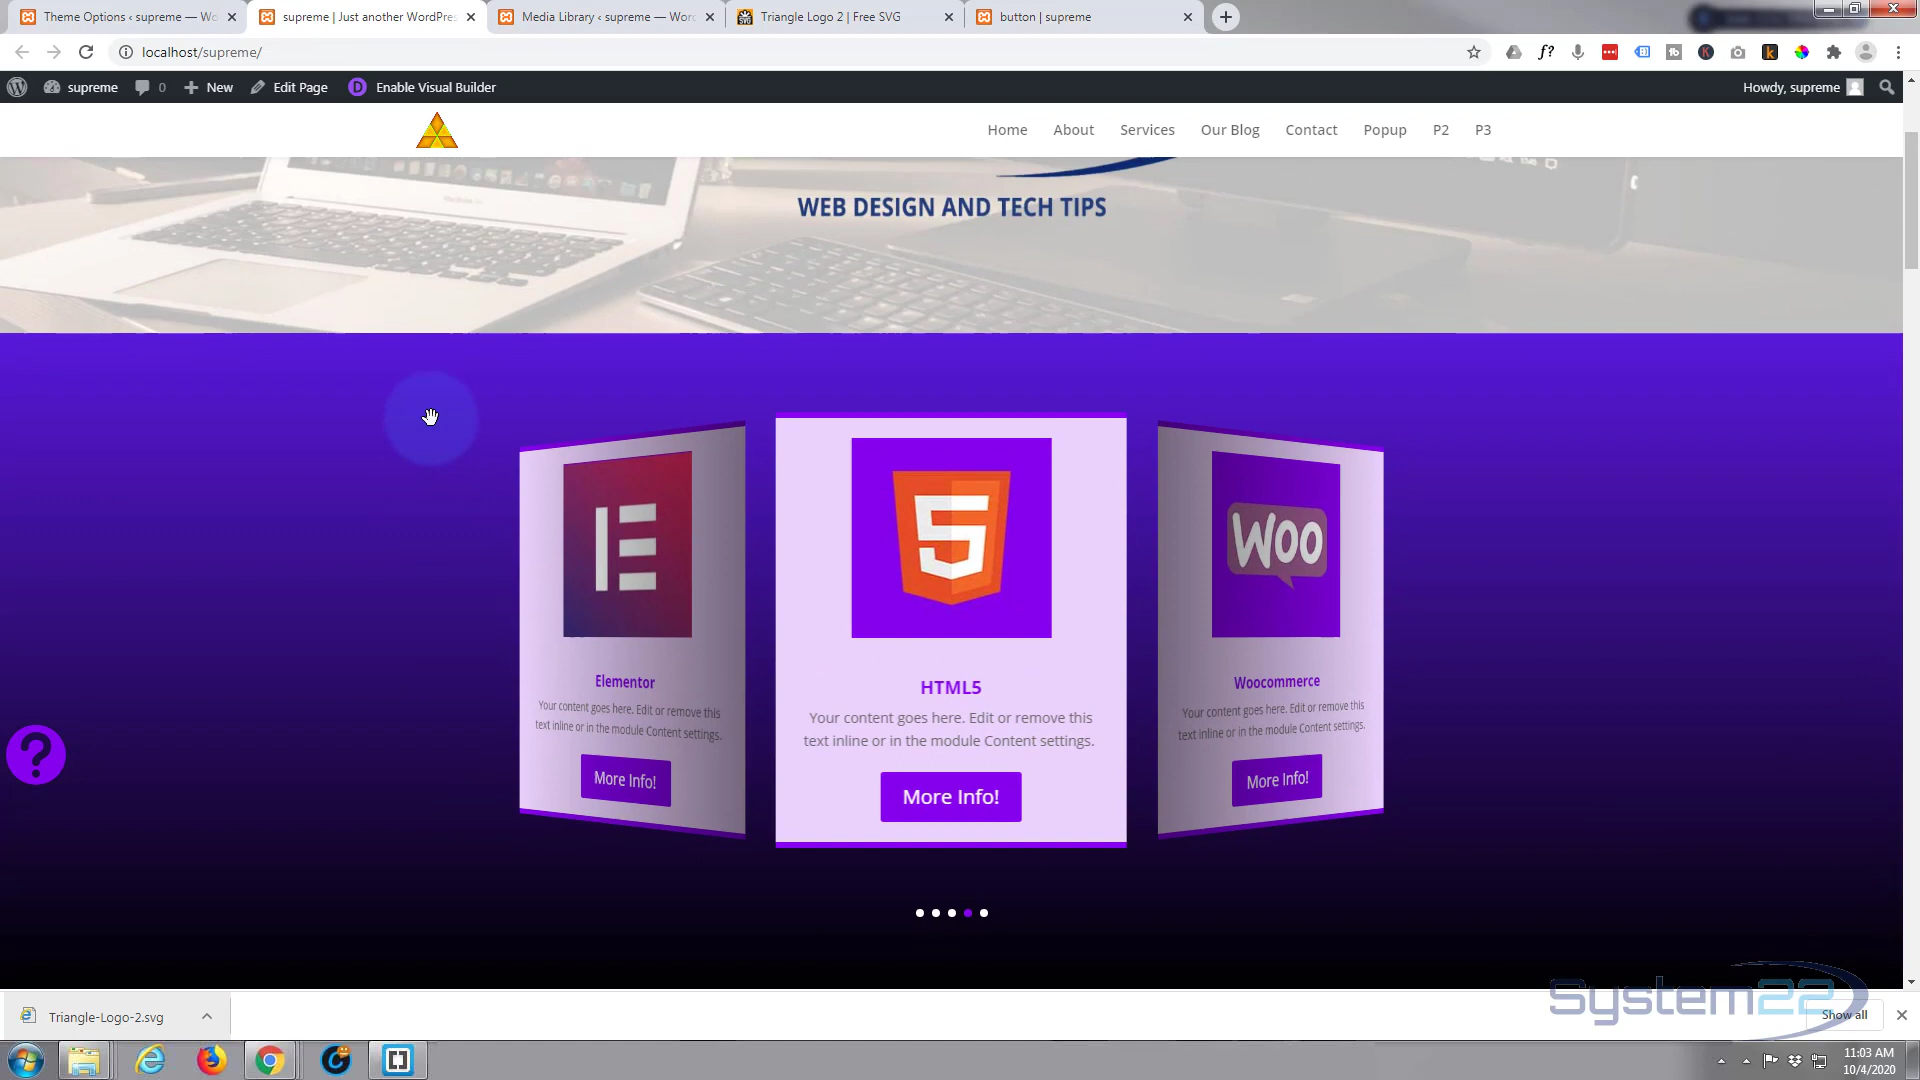 Theme Options ‹ supreme — Wo
supreme | Just another WordPres
Media Library ‹ supreme — Word
Triangle Logo 2 | Free SVG
button | supreme
localhost/supreme/
supreme
0
New
Edit Page
D
Enable Visual Builder
Howdy, supreme
Home
About
Services
Our Blog
Contact
Popup
P2
P3
WEB DESIGN AND TECH TIPS
Elementor
Your content goes here. Edit or remove this
text inline or in the module Content settings.
More Info!
5
HTML5
Your content goes here. Edit or remove this
text inline or in the module Content settings.
More Info!
WOO
Woocommerce
Your content goes here. Edit or remove this
text inline or in the module Content settings.
More Info!
?
Triangle-Logo-2.svg
System22
Show all
11:03 AM
10/4/2020